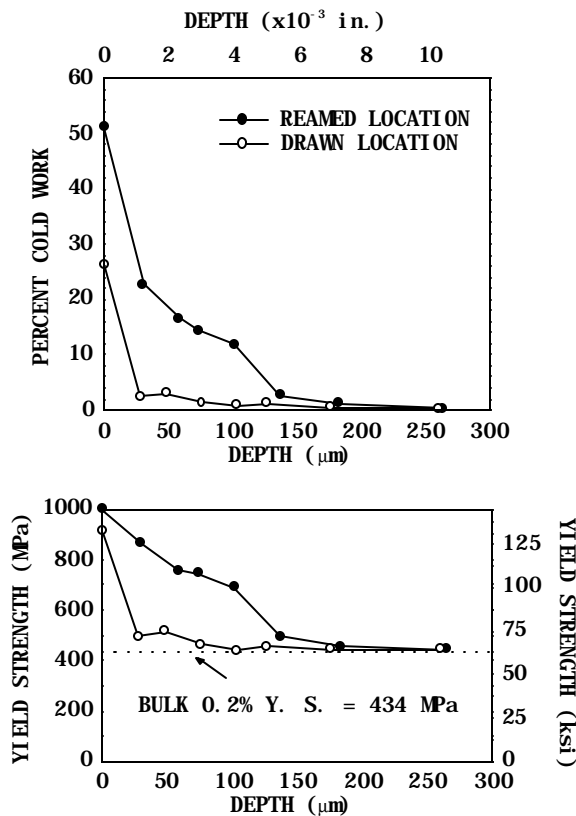 DEPTH (x10⁻³ in.)
0 2 4 6 8 10
60
50
40
30
20
10
0
PERCENT COLD WORK
REAMED LOCATION
DRAWN LOCATION
0 50 100 150 200 250 300
DEPTH (μm)
1000
800
600
400
200
0
YIELD STRENGTH (MPa)
125
100
75
50
25
0
YIELD STRENGTH (ksi)
BULK 0.2% Y. S. = 434 MPa
0 50 100 150 200 250 300
DEPTH (μm)